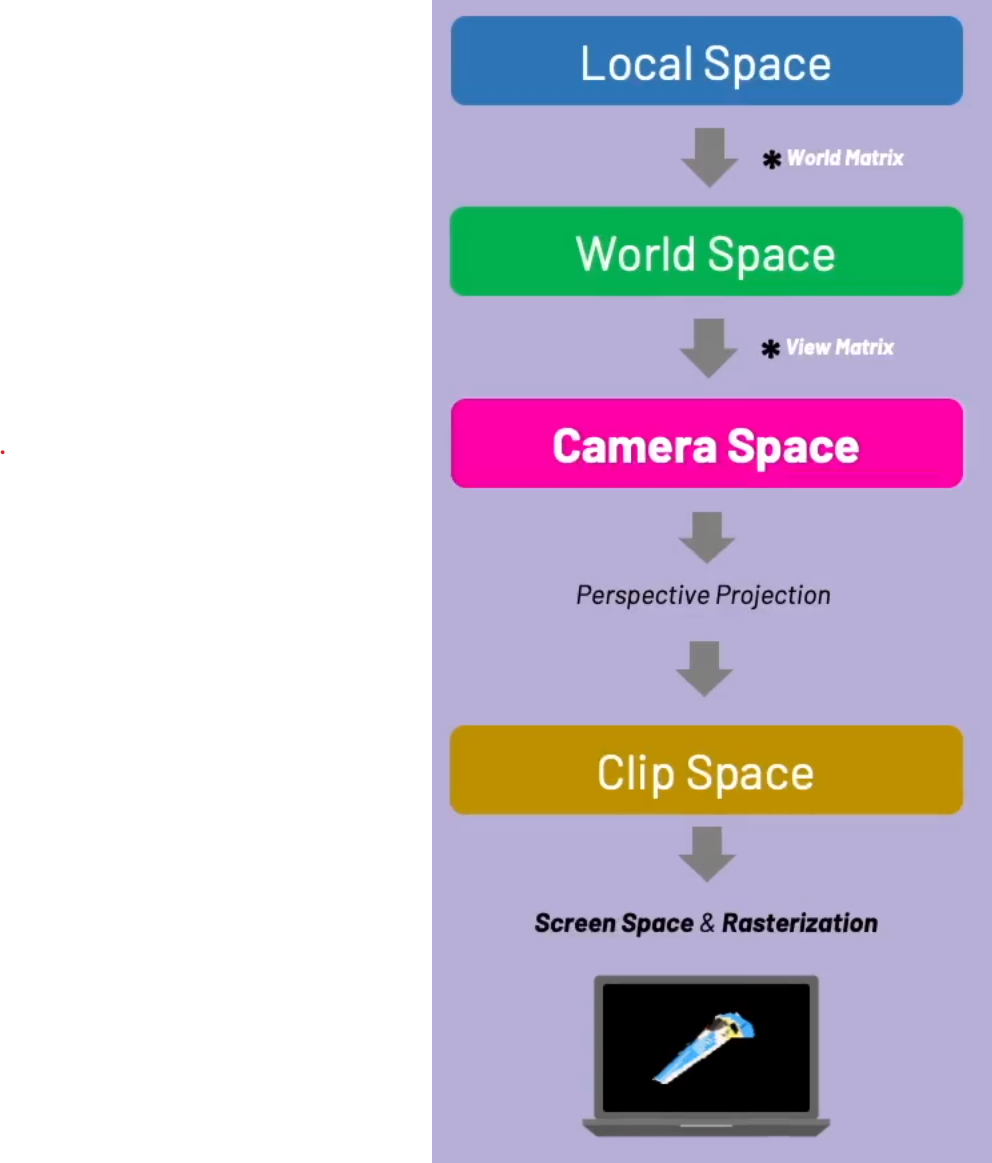 Local Space
* World Matrix
World Space
* View Matrix
Camera Space
Perspective Projection
Clip Space
Screen Space & Rasterization